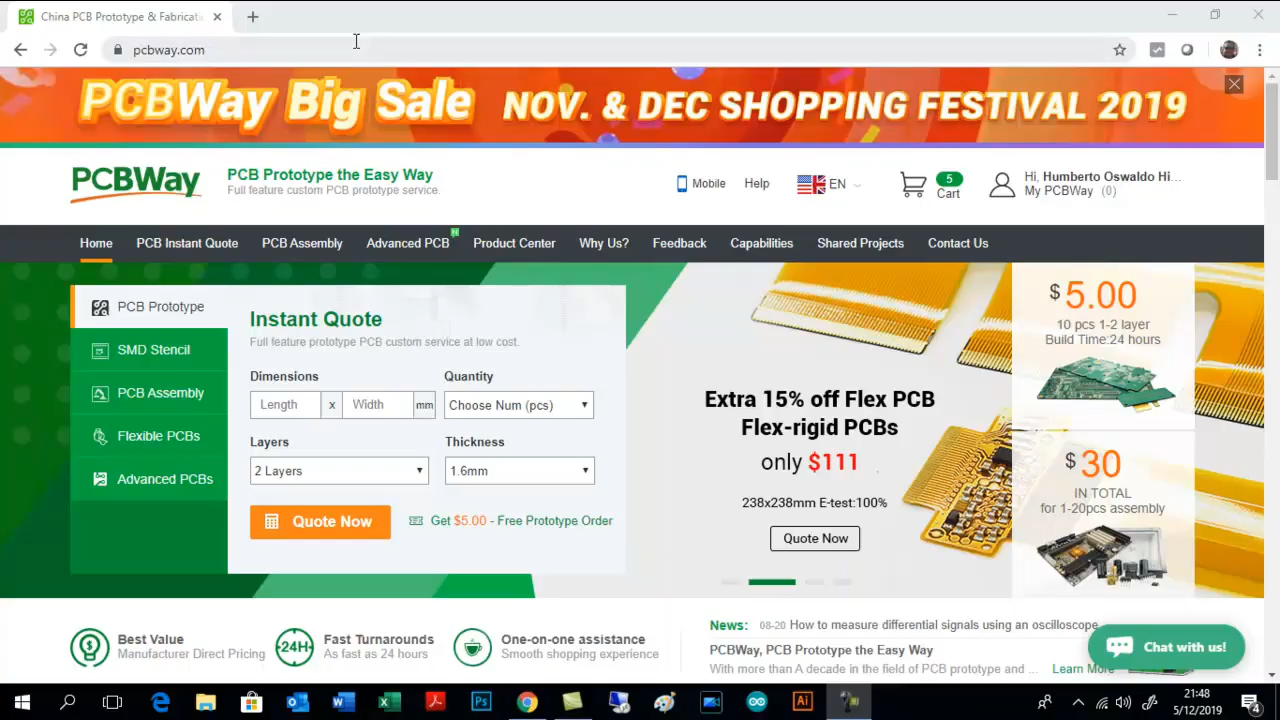 China PCB Prototype & Fabricati
pcbway.com
PCBWay Big Sale NOV. & DEC SHOPPING FESTIVAL 2019
PCBWay
PCB Prototype the Easy Way
Full feature custom PCB prototype service.
Mobile Help EN
5
Cart
Hi, Humberto Oswaldo Hi...
My PCBWay (0)
Home PCB Instant Quote PCB Assembly Advanced PCB Product Center Why Us? Feedback Capabilities Shared Projects Contact Us
PCB Prototype
SMD Stencil
PCB Assembly
Flexible PCBs
Advanced PCBs
Instant Quote
Full feature prototype PCB custom service at low cost.
Dimensions Quantity
Length x Width mm Choose Num (pcs)
Layers Thickness
2 Layers 1.6mm
Quote Now Get $5.00 - Free Prototype Order
Extra 15% off Flex PCB
Flex-rigid PCBs
only $111
238x238mm E-test:100%
Quote Now
$ 5.00
10 pcs 1-2 layer
Build Time:24 hours
$ 30
IN TOTAL
for 1-20pcs assembly
Best Value
Manufacturer Direct Pricing
24H
Fast Turnarounds
As fast as 24 hours
One-on-one assistance
Smooth shopping experience
News: 08-20 How to measure differential signals using an oscilloscope
PCBWay, PCB Prototype the Easy Way
With more than A decade in the field of PCB prototype and ... Learn More
Chat with us!
21:48
5/12/2019
4